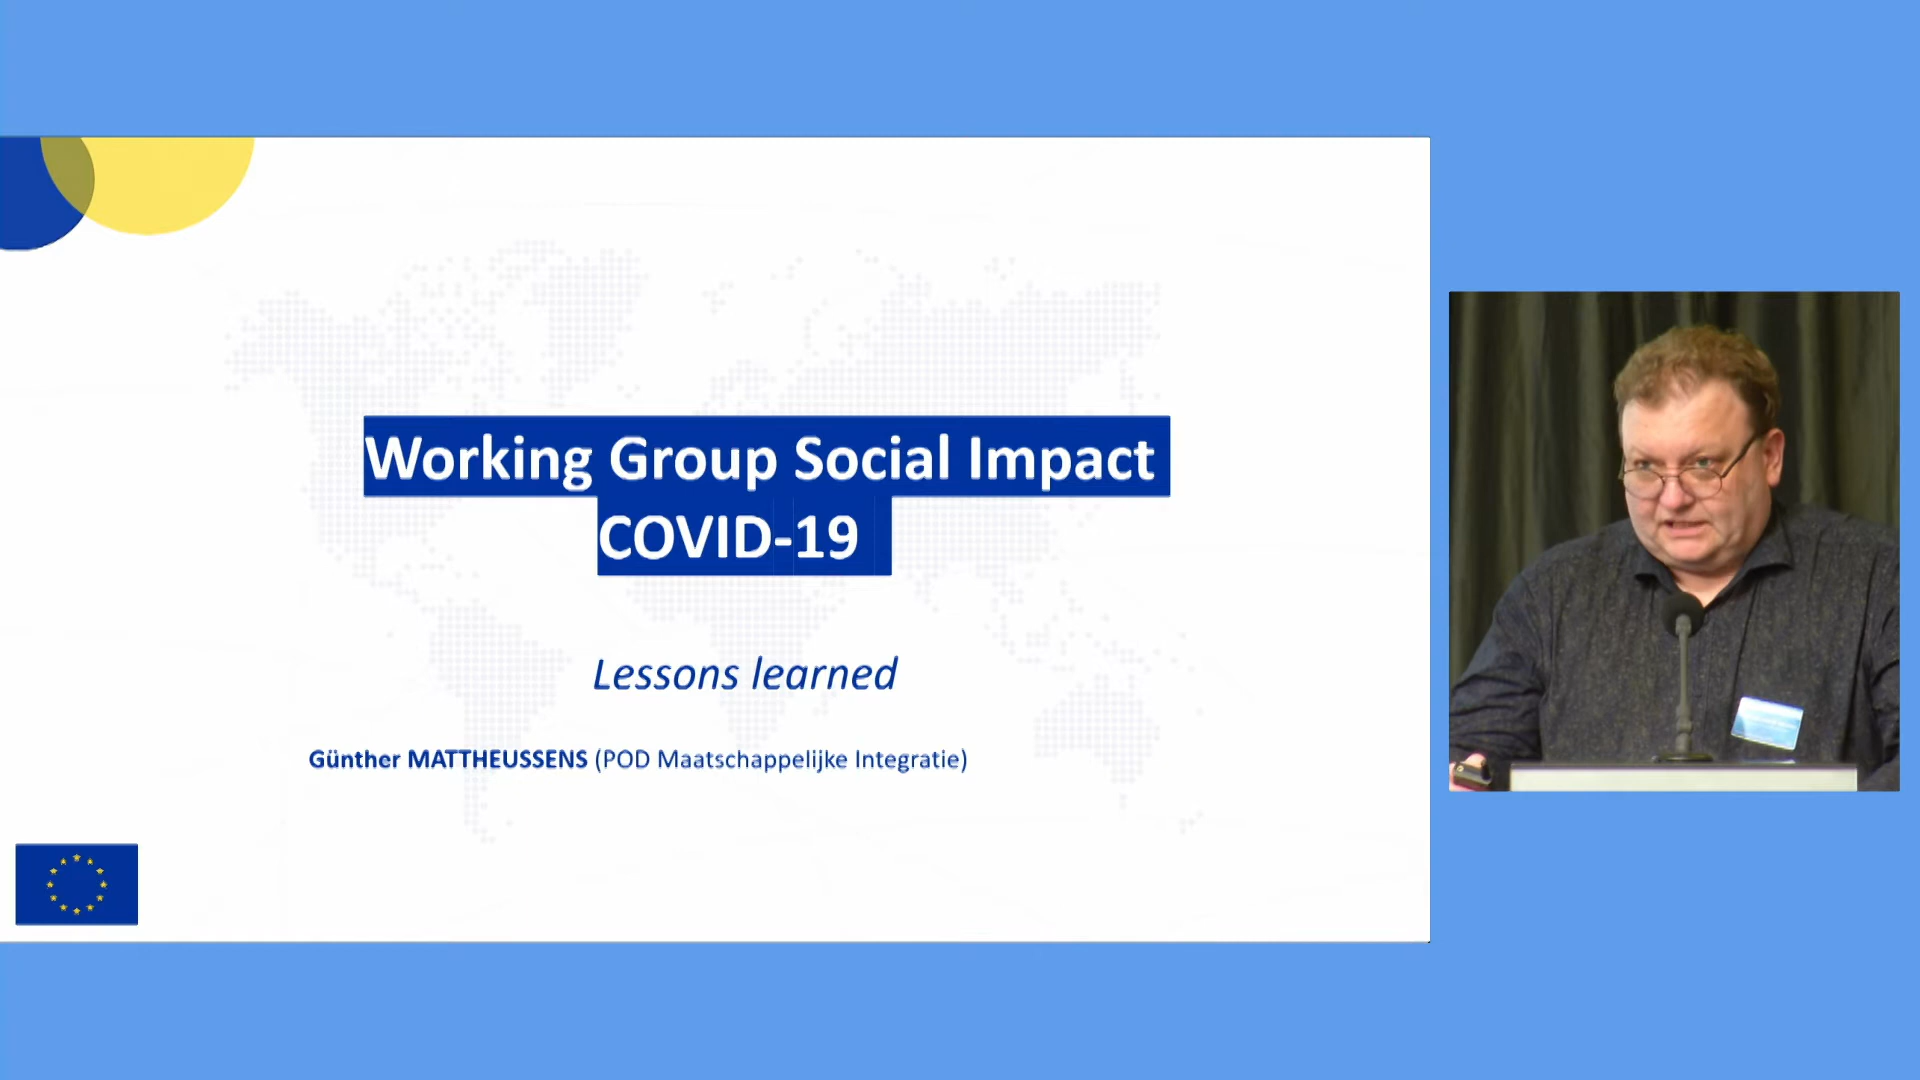 Working Group Social Impact
COVID-19
Lessons learned
Günther MATTHEUSSENS (POD Maatschappelijke Integratie)